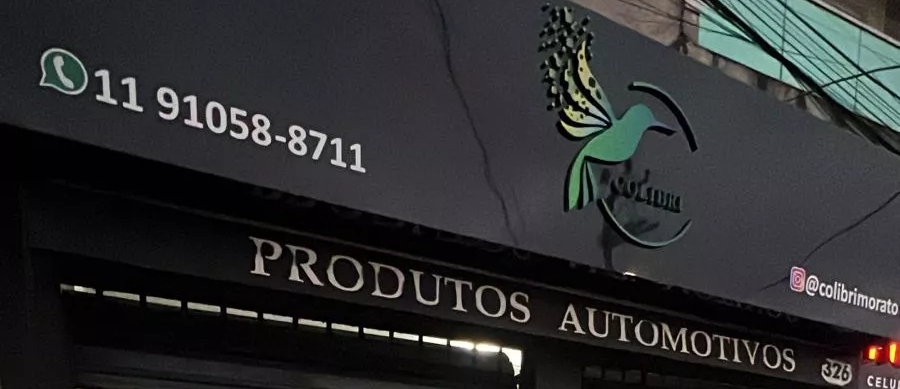 11 91058-8711
COLIBRI
@colibrimorato
PRODUTOS AUTOMOTIVOS
326